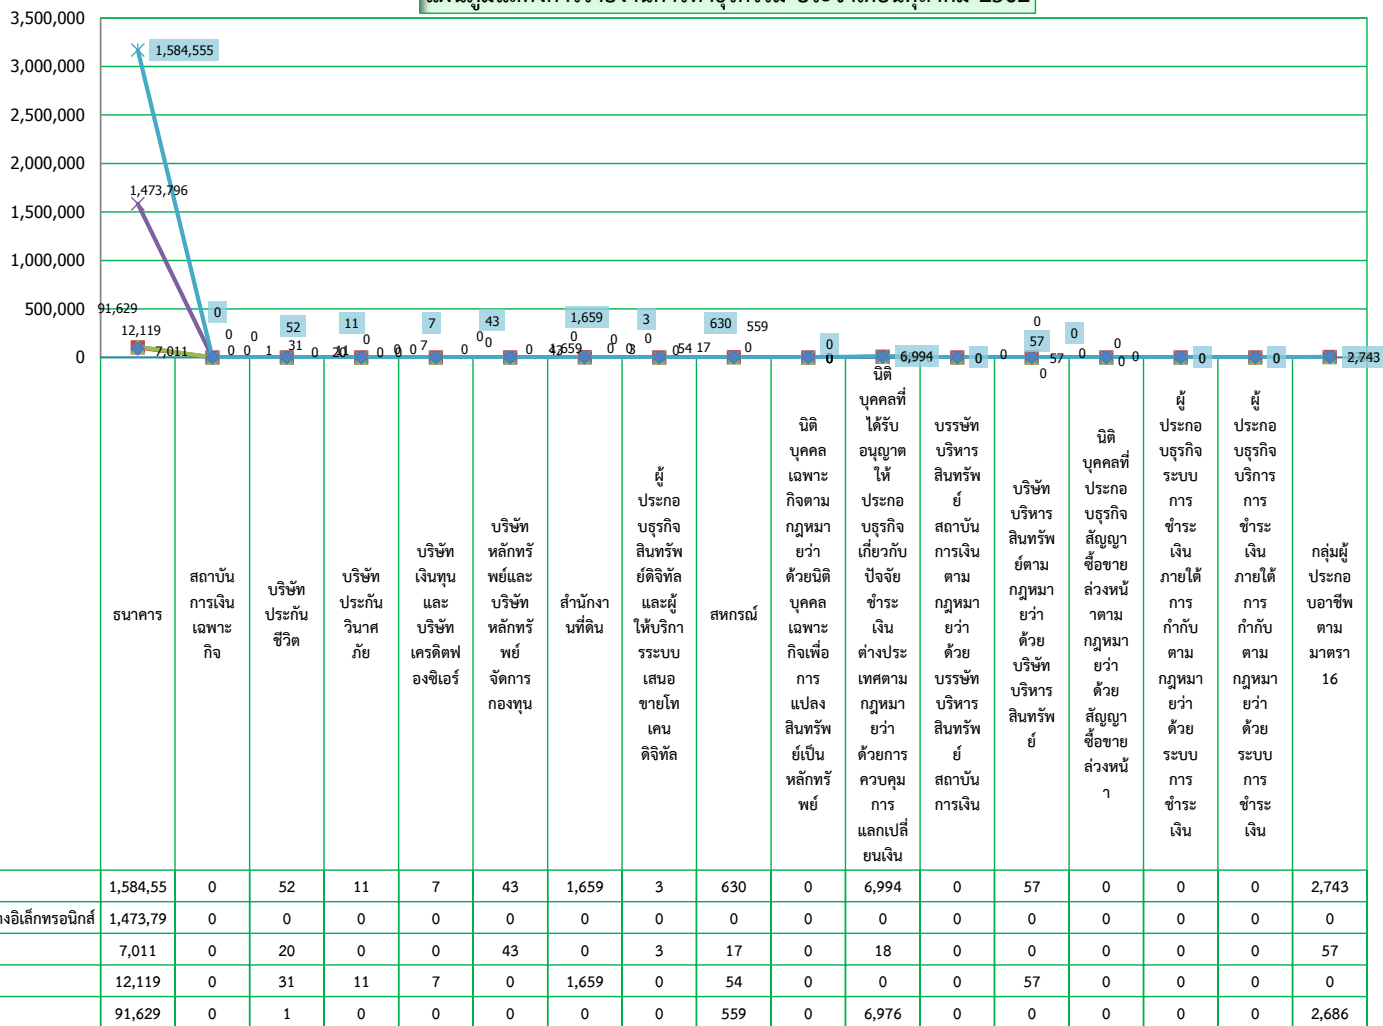 3,500,000
3,000,000
2,500,000
2,000,000
1,500,000
1,000,000
500,000
0
1,584,555
1,473,796
91,629
12,119
7,011
0
0 0
0 0
52
31
1 0 20
11
0
11 0 0 0 0
7
7
0
43
0
0
0 43
1,659
0
1,659 0 0
3
0
3 0
630
559
54 17 0
0
0
6,994
0
0
57
57
0
0
0
0
0
0
0
0
0
2,743
ธนาคาร
สถาบัน
การเงิน
เฉพาะ
กิจ
บริษัท
ประกัน
ชีวิต
บริษัท
ประกัน
วินาศ
ภัย
บริษัท
เงินทุน
และ
บริษัท
เครดิตฟ
องซิเอร์
บริษัท
หลักทรั
พย์และ
บริษัท
หลักทรั
พย์
จัดการ
กองทุน
สำนักงา
นที่ดิน
ผู้
ประกอ
บธุรกิจ
สินทรัพ
ย์ดิจิทัล
และผู้
ให้บริกา
รระบบ
เสนอ
ขายโท
เคน
ดิจิทัล
สหกรณ์
นิติ
บุคคล
เฉพาะ
กิจตาม
กฎหมา
ยว่า
ด้วยนิติ
บุคคล
เฉพาะ
กิจเพื่อ
การ
แปลง
สินทรัพ
ย์เป็น
หลักทรั
พย์
นิติ
บุคคลที่
ได้รับ
อนุญาต
ให้
ประกอ
บธุรกิจ
เกี่ยวกับ
ปัจจัย
ชำระ
เงิน
ต่างประ
เทศตาม
กฎหมา
ยว่า
ด้วยการ
ควบคุม
การ
แลกเปลี่
ยนเงิน
บรรษัท
บริหาร
สินทรัพ
ย์
สถาบัน
การเงิน
ตาม
กฎหมา
ยว่า
ด้วย
บรรษัท
บริหาร
สินทรัพ
ย์
สถาบัน
การเงิน
บริษัท
บริหาร
สินทรัพ
ย์ตาม
กฎหมา
ยว่า
ด้วย
บริษัท
บริหาร
สินทรัพ
ย์
นิติ
บุคคลที่
ประกอ
บธุรกิจ
สัญญา
ซื้อขาย
ล่วงหน้
าตาม
กฎหมา
ยว่า
ด้วย
สัญญา
ซื้อขาย
ล่วงหน้
า
ผู้
ประกอ
บธุรกิจ
ระบบ
การ
ชำระ
เงิน
ภายใต้
การ
กำกับ
ตาม
กฎหมา
ยว่า
ด้วย
ระบบ
การ
ชำระ
เงิน
ผู้
ประกอ
บธุรกิจ
บริการ
การ
ชำระ
เงิน
ภายใต้
การ
กำกับ
ตาม
กฎหมา
ยว่า
ด้วย
ระบบ
การ
ชำระ
เงิน
กลุ่มผู้
ประกอ
บอาชีพ
ตาม
มาตรา
16
1,584,55 0 52 11 7 43 1,659 3 630 0 6,994 0 57 0 0 0 2,743
างอิเล็กทรอนิกส์ 1,473,79 0 0 0 0 0 0 0 0 0 0 0 0 0 0 0 0
7,011 0 20 0 0 43 0 3 17 0 18 0 0 0 0 0 57
12,119 0 31 11 7 0 1,659 0 54 0 0 0 57 0 0 0 0
91,629 0 1 0 0 0 0 0 559 0 6,976 0 0 0 0 0 2,686